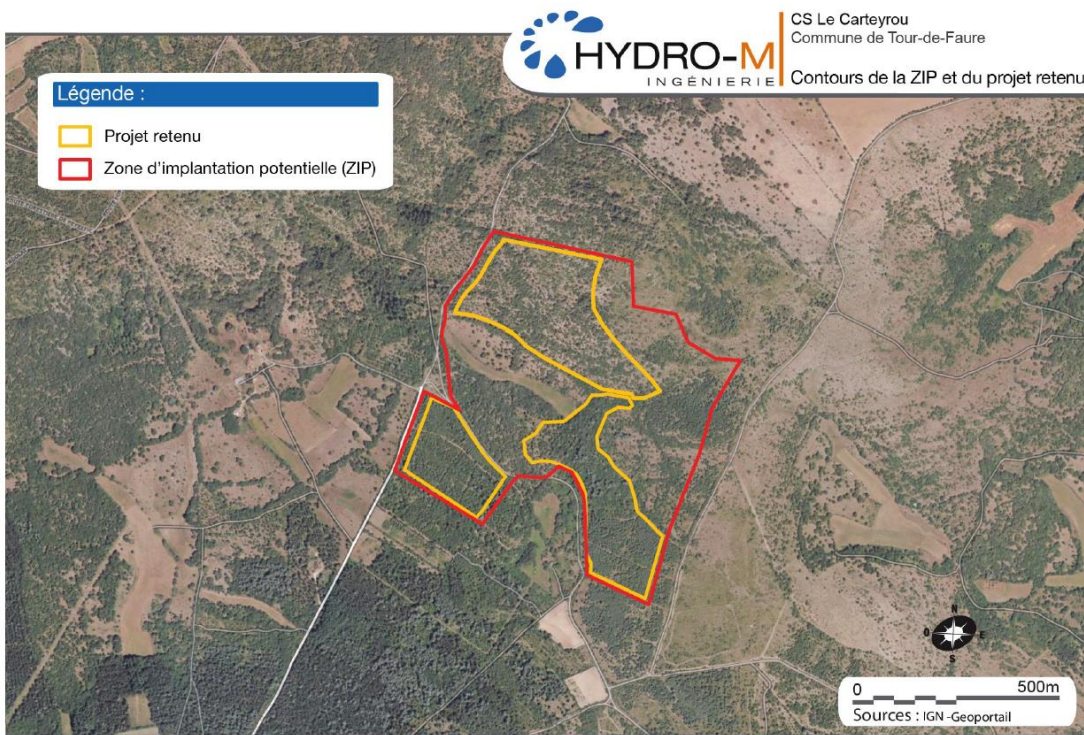 HYDRO-M
INGÉNIERIE
CS Le Carteyrou
Commune de Tour-de-Faure
Contours de la ZIP et du projet retenu
Légende :
Projet retenu
Zone d'implantation potentielle (ZIP)
N
O
E
S
0 500m
Sources : IGN -Geoportail